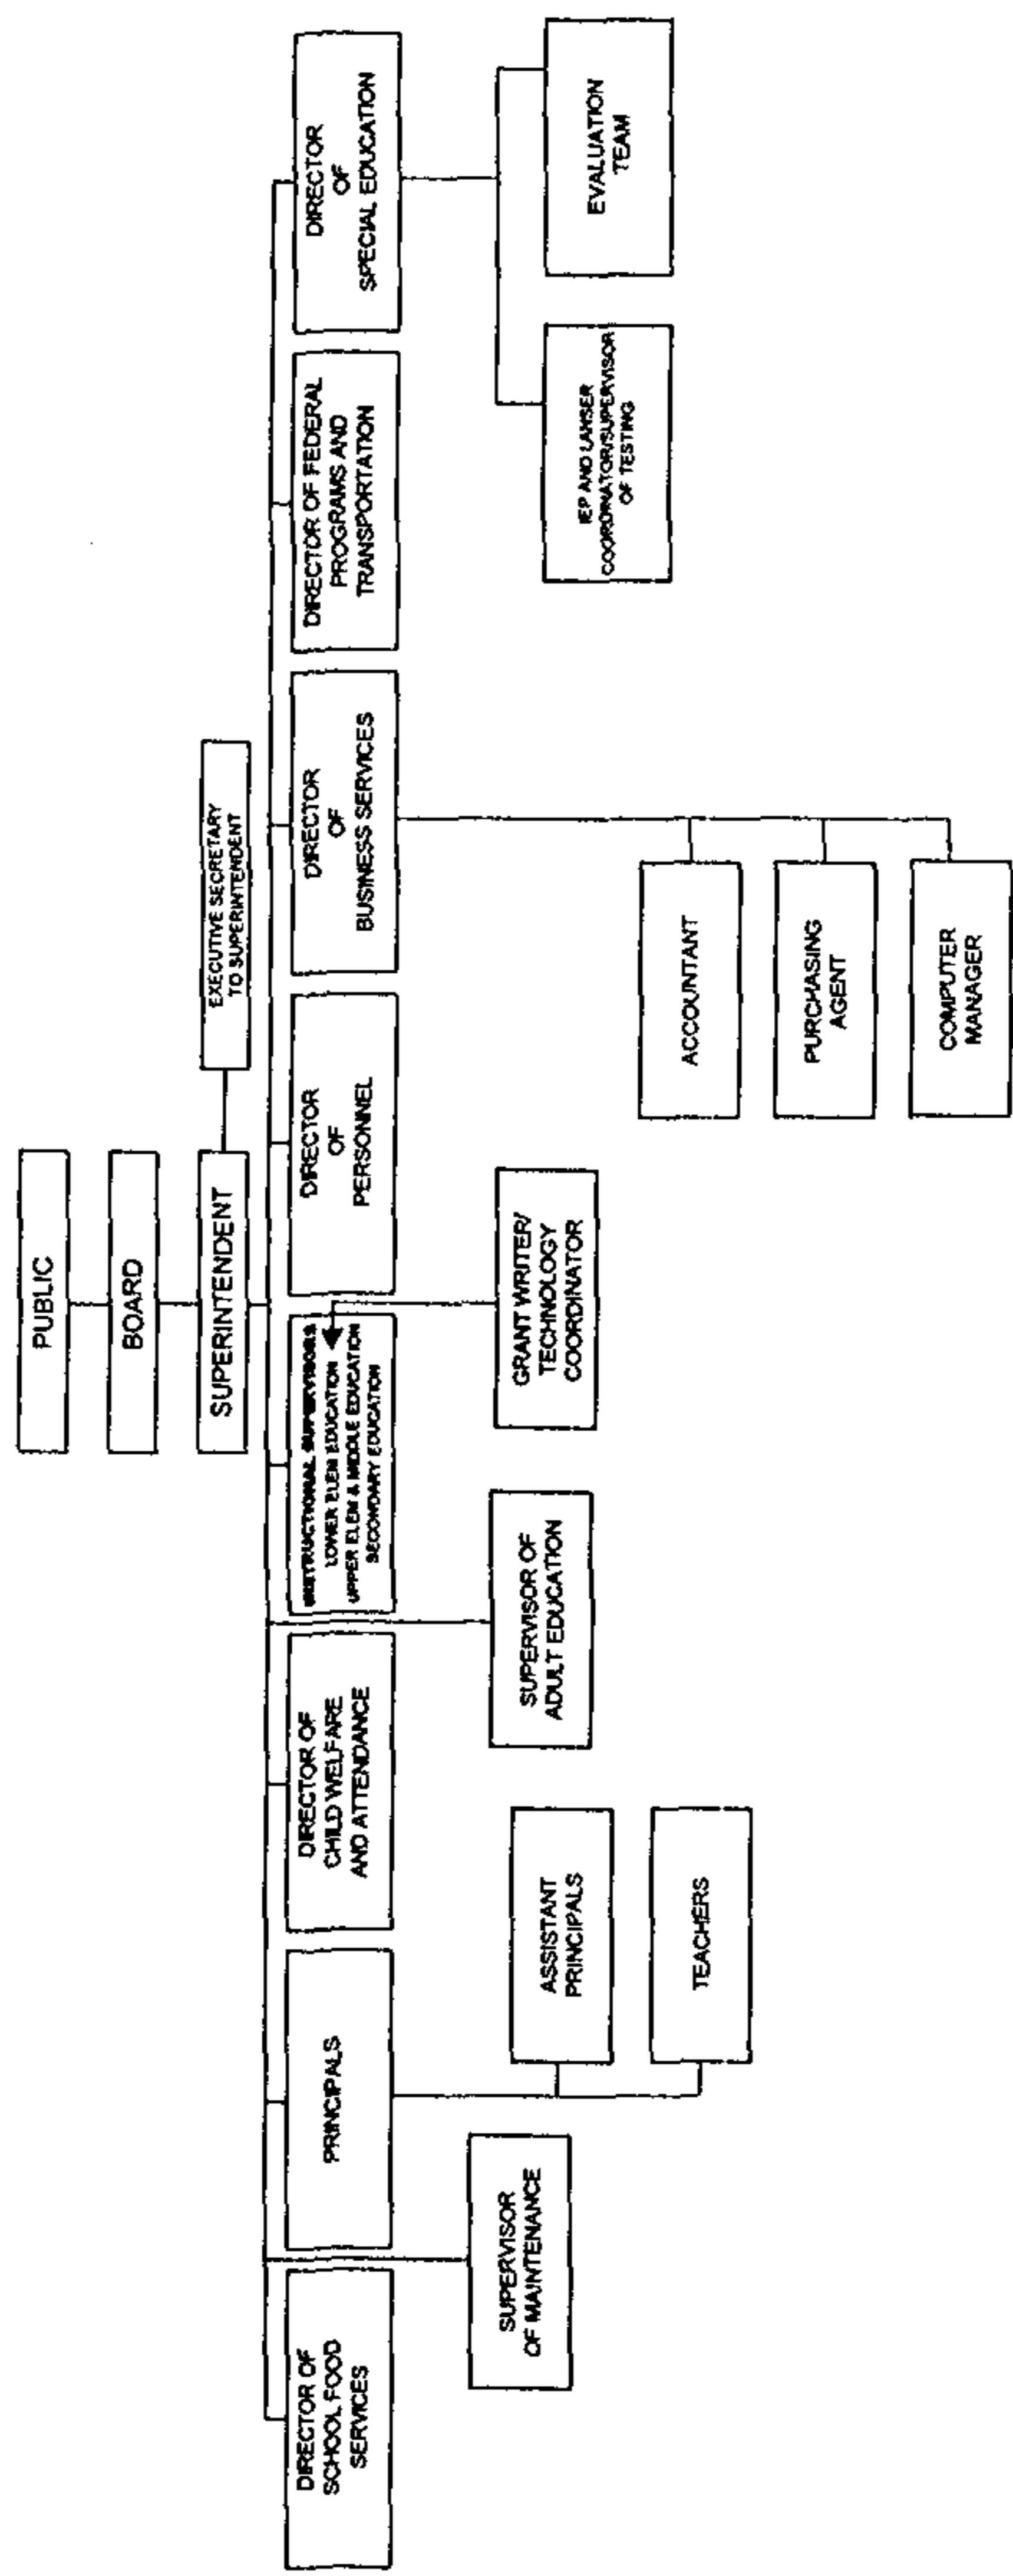 PUBLIC
BOARD
SUPERINTENDENT
EXECUTIVE SECRETARY
TO SUPERINTENDENT
DIRECTOR OF
SCHOOL FOOD
SERVICES
PRINCIPALS
DIRECTOR OF
CHILD WELFARE
AND ATTENDANCE
INSTRUCTIONAL SUPERVISORS
LOWER ELEM EDUCATION
UPPER ELEM & MIDDLE EDUCATION
SECONDARY EDUCATION
DIRECTOR
OF
PERSONNEL
DIRECTOR
OF
BUSINESS SERVICES
DIRECTOR OF FEDERAL
PROGRAMS AND
TRANSPORTATION
DIRECTOR
OF
SPECIAL EDUCATION
SUPERVISOR
OF MAINTENANCE
ASSISTANT
PRINCIPALS
TEACHERS
SUPERVISOR OF
ADULT EDUCATION
GRANT WRITER/
TECHNOLOGY
COORDINATOR
ACCOUNTANT
PURCHASING
AGENT
COMPUTER
MANAGER
IEP AND LANSER
COORDINATOR/SUPERVISOR
OF TESTING
EVALUATION
TEAM